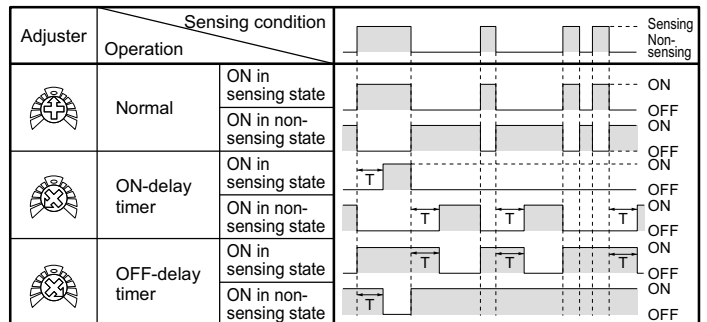 Sensing condition
Adjuster
Operation
Sensing
Non-
sensing
Normal
ON in
sensing state
ON
OFF
ON in non-
sensing state
ON
OFF
ON-delay
timer
ON in
sensing state
T
ON
OFF
ON in non-
sensing state
T T T
ON
OFF
OFF-delay
timer
ON in
sensing state
T T T
ON
OFF
ON in non-
sensing state
T
ON
OFF